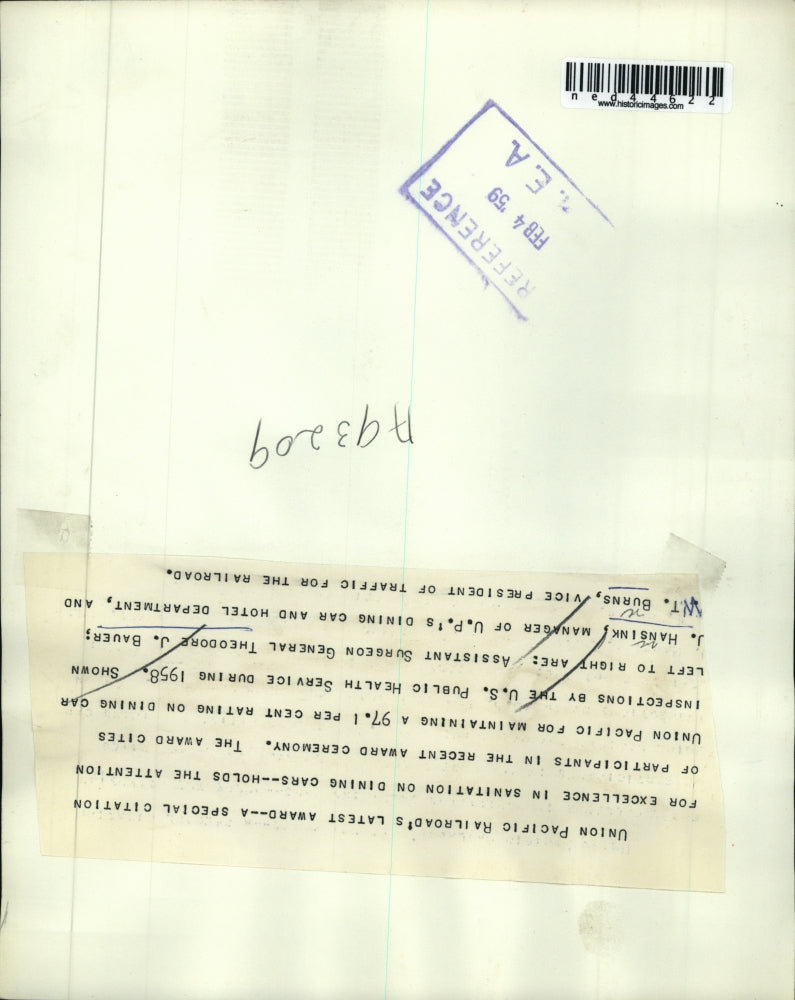 ned44622
www.historicimages.com
UNION PACIFIC RAILROAD'S LATEST AWARD--A SPECIAL CITATION
FOR EXCELLENCE IN SANITATION ON DINING CARS--HOLDS THE ATTENTION
OF PARTICIPANTS IN THE RECENT AWARD CEREMONY. THE AWARD CITES
UNION PACIFIC FOR MAINTAINING A 97.1 PER CENT RATING ON DINING CAR
INSPECTIONS BY THE U.S. PUBLIC HEALTH SERVICE DURING 1958. SHOWN
LEFT TO RIGHT ARE: ASSISTANT SURGEON GENERAL THEODORE J. BAUER;
J. HANSINK, MANAGER OF U.P'S DINING CAR AND HOTEL DEPARTMENT, AND
T. BURNS, VICE PRESIDENT OF TRAFFIC FOR THE RAILROAD.
A93209
REFERENCE
FEB 4 '59
E. A.